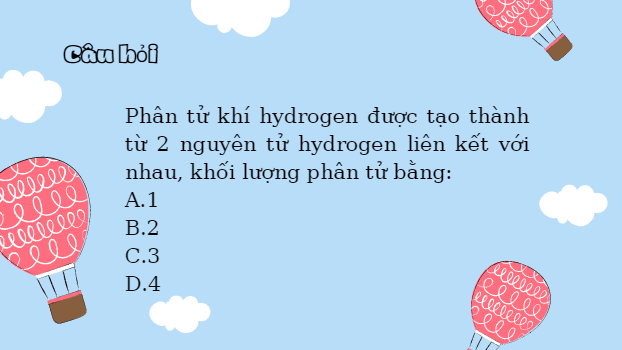 Câu hỏi
Phân tử khí hydrogen được tạo thành
từ 2 nguyên tử hydrogen liên kết với
nhau, khối lượng phân tử bằng:
A.1
B.2
C.3
D.4